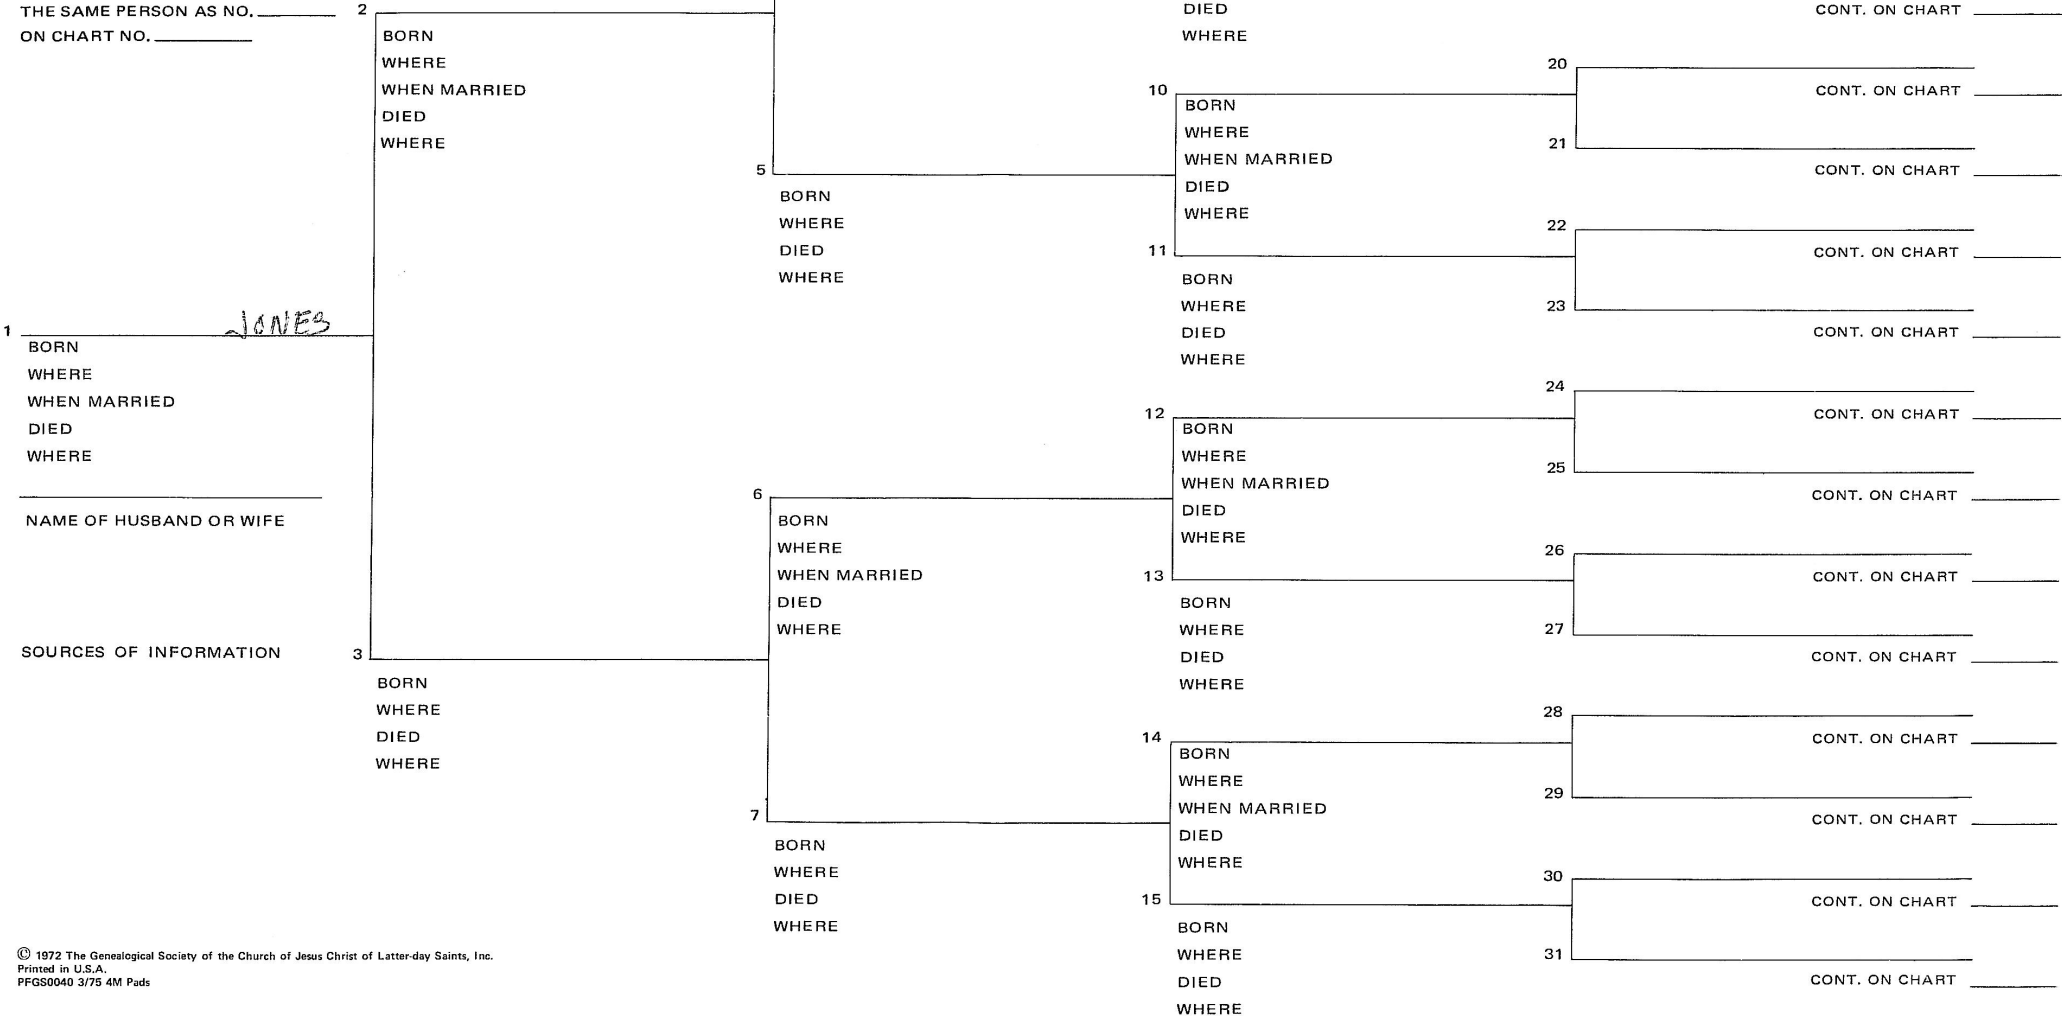 THE SAME PERSON AS NO.
ON CHART NO.
2
BORN
WHERE
WHEN MARRIED
DIED
WHERE
DIED
WHERE
CONT. ON CHART
20
CONT. ON CHART
10
BORN
WHERE
WHEN MARRIED
DIED
WHERE
21
CONT. ON CHART
5
BORN
WHERE
DIED
WHERE
22
CONT. ON CHART
11
BORN
WHERE
DIED
WHERE
23
CONT. ON CHART
1
JONES
BORN
WHERE
WHEN MARRIED
DIED
WHERE
NAME OF HUSBAND OR WIFE
24
CONT. ON CHART
12
BORN
WHERE
WHEN MARRIED
DIED
WHERE
25
CONT. ON CHART
6
BORN
WHERE
WHEN MARRIED
DIED
WHERE
26
CONT. ON CHART
13
BORN
WHERE
DIED
WHERE
27
CONT. ON CHART
SOURCES OF INFORMATION
3
BORN
WHERE
DIED
WHERE
28
CONT. ON CHART
14
BORN
WHERE
WHEN MARRIED
DIED
WHERE
29
CONT. ON CHART
7
BORN
WHERE
DIED
WHERE
30
CONT. ON CHART
15
BORN
WHERE
DIED
WHERE
31
CONT. ON CHART
© 1972 The Genealogical Society of the Church of Jesus Christ of Latter-day Saints, Inc.
Printed in U.S.A.
PFGS0040 3/75 4M Pads